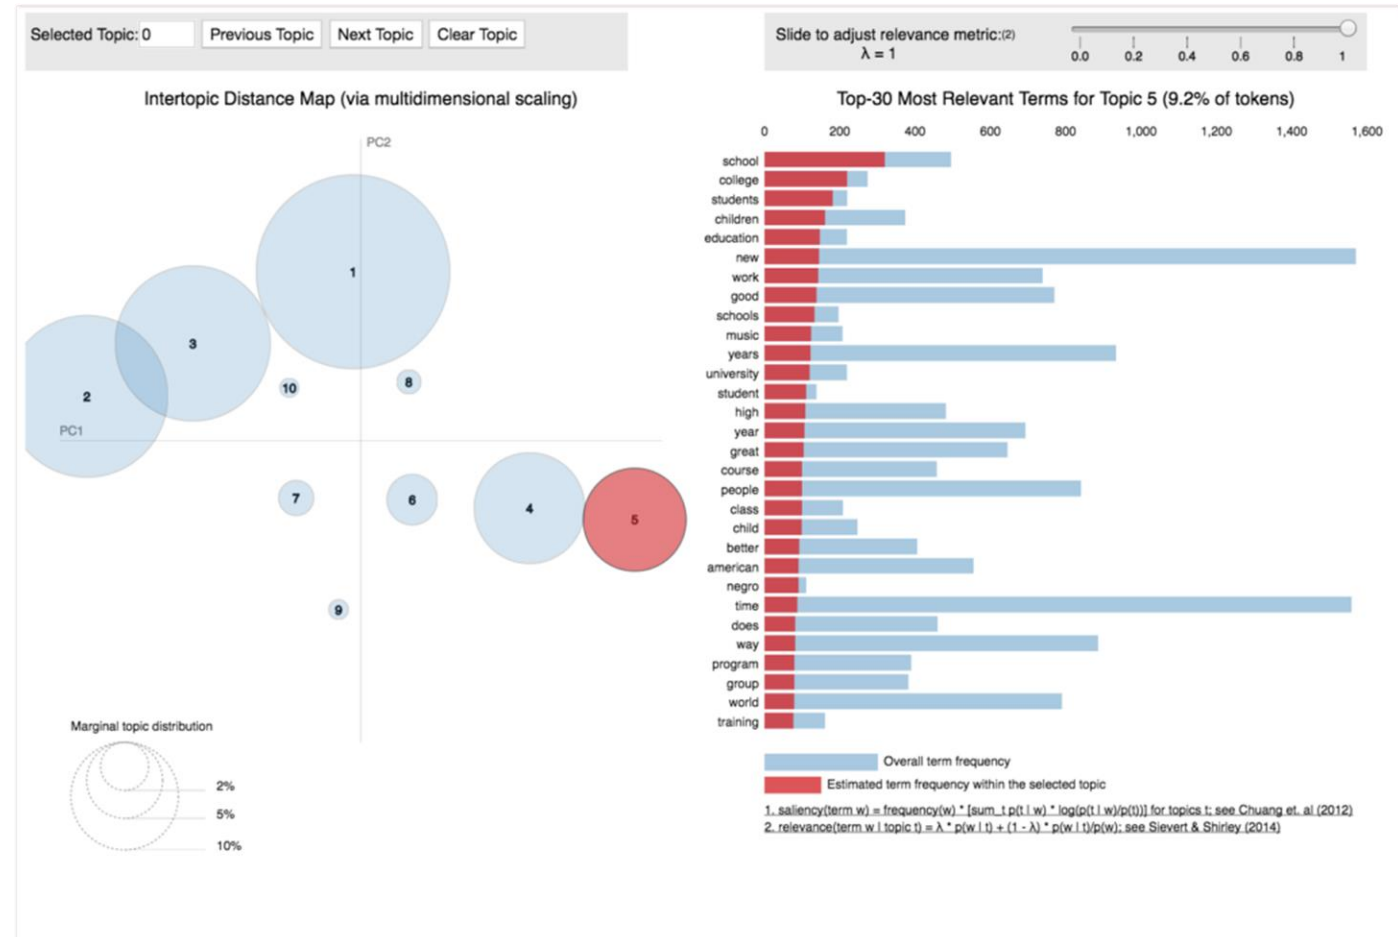 Selected Topic: 0 Previous Topic Next Topic Clear Topic
Slide to adjust relevance metric:(2)
λ = 1
0.0 0.2 0.4 0.6 0.8 1
Intertopic Distance Map (via multidimensional scaling)
PC2
1
3
2
10
8
PC1
7
6
4
5
9
Marginal topic distribution
2%
5%
10%
Top-30 Most Relevant Terms for Topic 5 (9.2% of tokens)
0 200 400 600 800 1,000 1,200 1,400 1,600
school
college
students
children
education
new
work
good
schools
music
years
university
student
high
year
great
course
people
class
child
better
american
negro
time
does
way
program
group
world
training
Overall term frequency
Estimated term frequency within the selected topic
1. saliency(term w) = frequency(w) * [sum_t p(t | w) * log(p(t | w)/p(t))] for topics t; see Chuang et. al (2012)
2. relevance(term w | topic t) = λ * p(w | t) + (1 - λ) * p(w | t)/p(w); see Sievert & Shirley (2014)